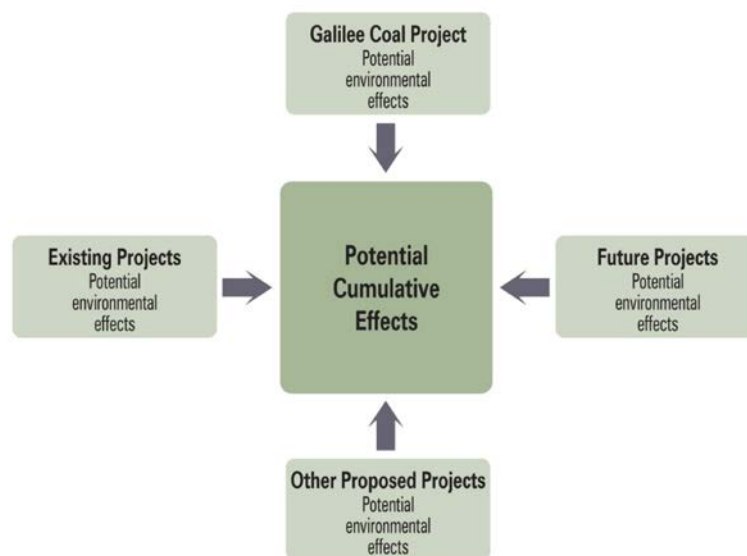 Galilee Coal Project
Potential
environmental
effects
Existing Projects
Potential
environmental
effects
Potential
Cumulative
Effects
Future Projects
Potential
environmental
effects
Other Proposed Projects
Potential
environmental
effects